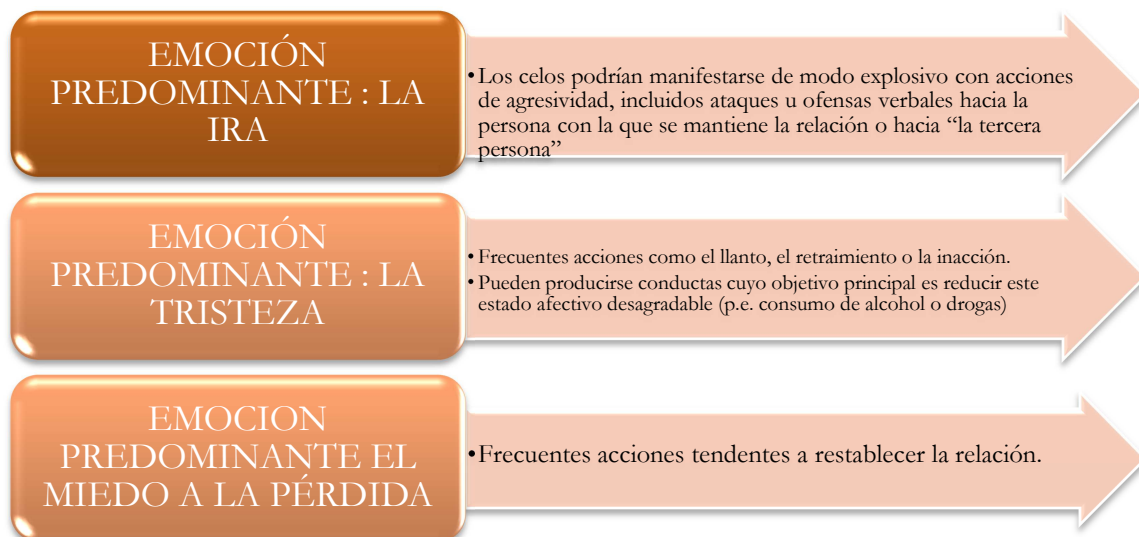 EMOCIÓN
PREDOMINANTE : LA
IRA
• Los celos podrían manifestarse de modo explosivo con acciones
de agresividad, incluidos ataques u ofensas verbales hacia la
persona con la que se mantiene la relación o hacia “la tercera
persona”
EMOCIÓN
PREDOMINANTE : LA
TRISTEZA
• Frecuentes acciones como el llanto, el retraimiento o la inacción.
• Pueden producirse conductas cuyo objetivo principal es reducir este
estado afectivo desagradable (p.e. consumo de alcohol o drogas)
EMOCION
PREDOMINANTE EL
MIEDO A LA PÉRDIDA
• Frecuentes acciones tendentes a restablecer la relación.